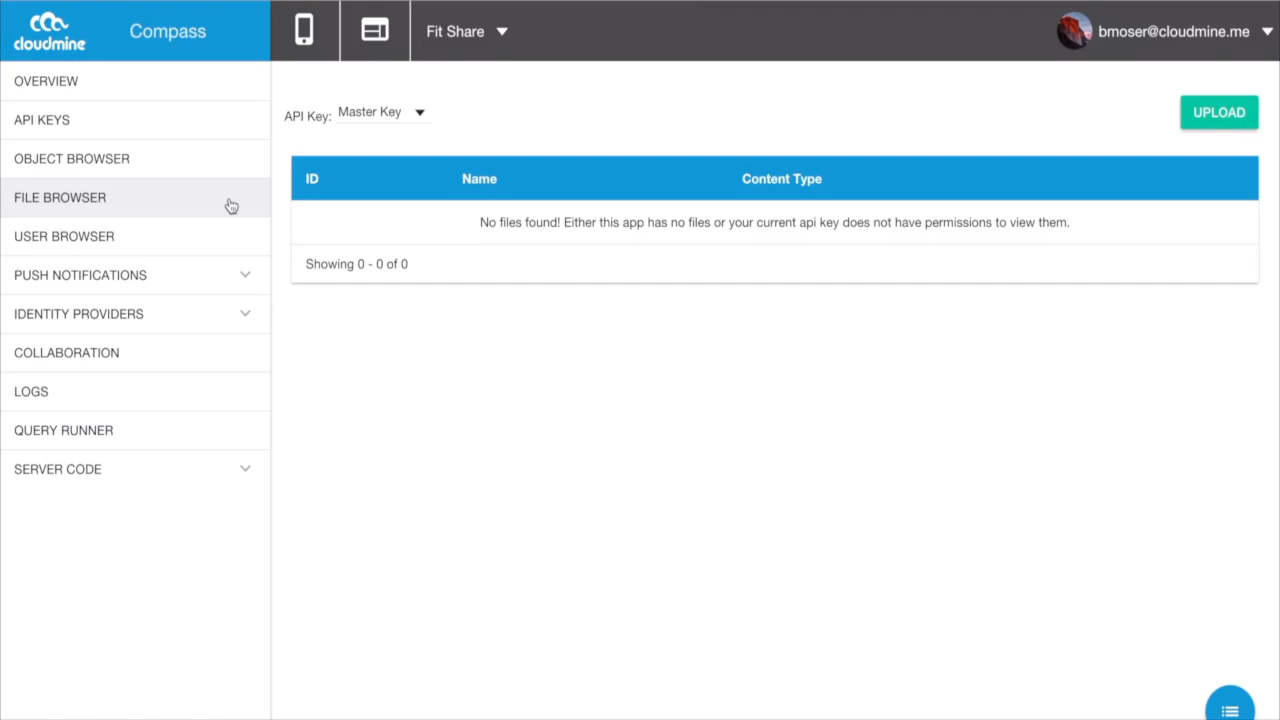 cloudmine
Compass
Fit Share
bmoser@cloudmine.me
OVERVIEW
API KEYS
OBJECT BROWSER
FILE BROWSER
USER BROWSER
PUSH NOTIFICATIONS
IDENTITY PROVIDERS
COLLABORATION
LOGS
QUERY RUNNER
SERVER CODE
API Key: Master Key
UPLOAD
ID Name Content Type
No files found! Either this app has no files or your current api key does not have permissions to view them.
Showing 0 - 0 of 0